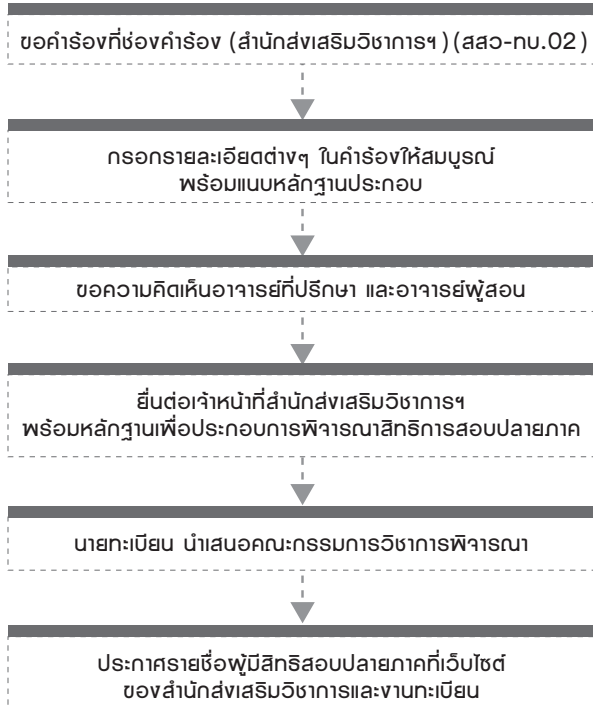 ขอคำร้องที่ช่องคำร้อง (สำนักส่งเสริมวิชาการฯ) (สสว-ทบ.02)
กรอกรายละเอียดต่างๆ ในคำร้องให้สมบูรณ์
พร้อมแนบหลักฐานประกอบ
ขอความคิดเห็นอาจารย์ที่ปรึกษา และอาจารย์ผู้สอน
ยื่นต่อเจ้าหน้าที่สำนักส่งเสริมวิชาการฯ
พร้อมหลักฐานเพื่อประกอบการพิจารณาสิทธิการสอบปลายภาค
นายทะเบียน นำเสนอคณะกรรมการวิชาการพิจารณา
ประกาศรายชื่อผู้มีสิทธิสอบปลายภาคที่เว็บไซต์
ของสำนักส่งเสริมวิชาการและงานทะเบียน